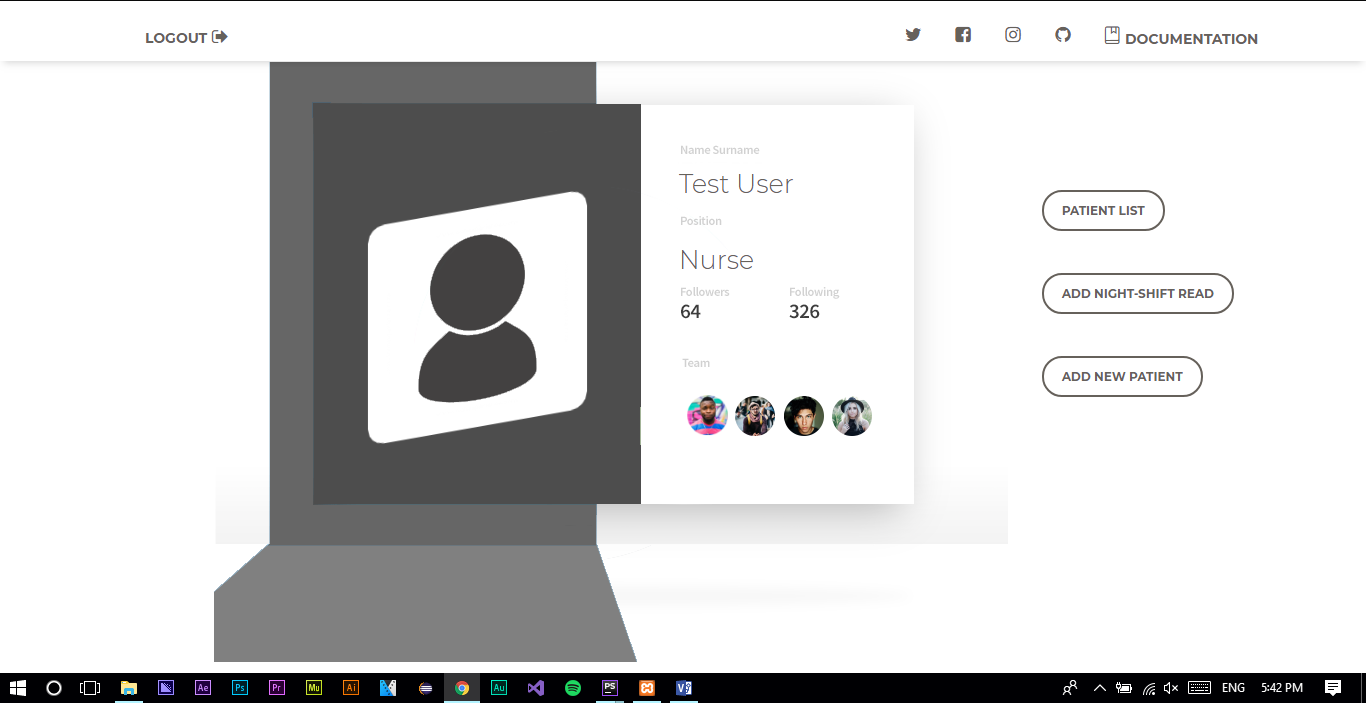 LOGOUT
DOCUMENTATION
Name Surname
Test User
Position
Nurse
Followers Following
64 326
Team
PATIENT LIST
ADD NIGHT-SHIFT READ
ADD NEW PATIENT
Ae Ps Pr Mu Ai Au PS V
ENG 5:42 PM